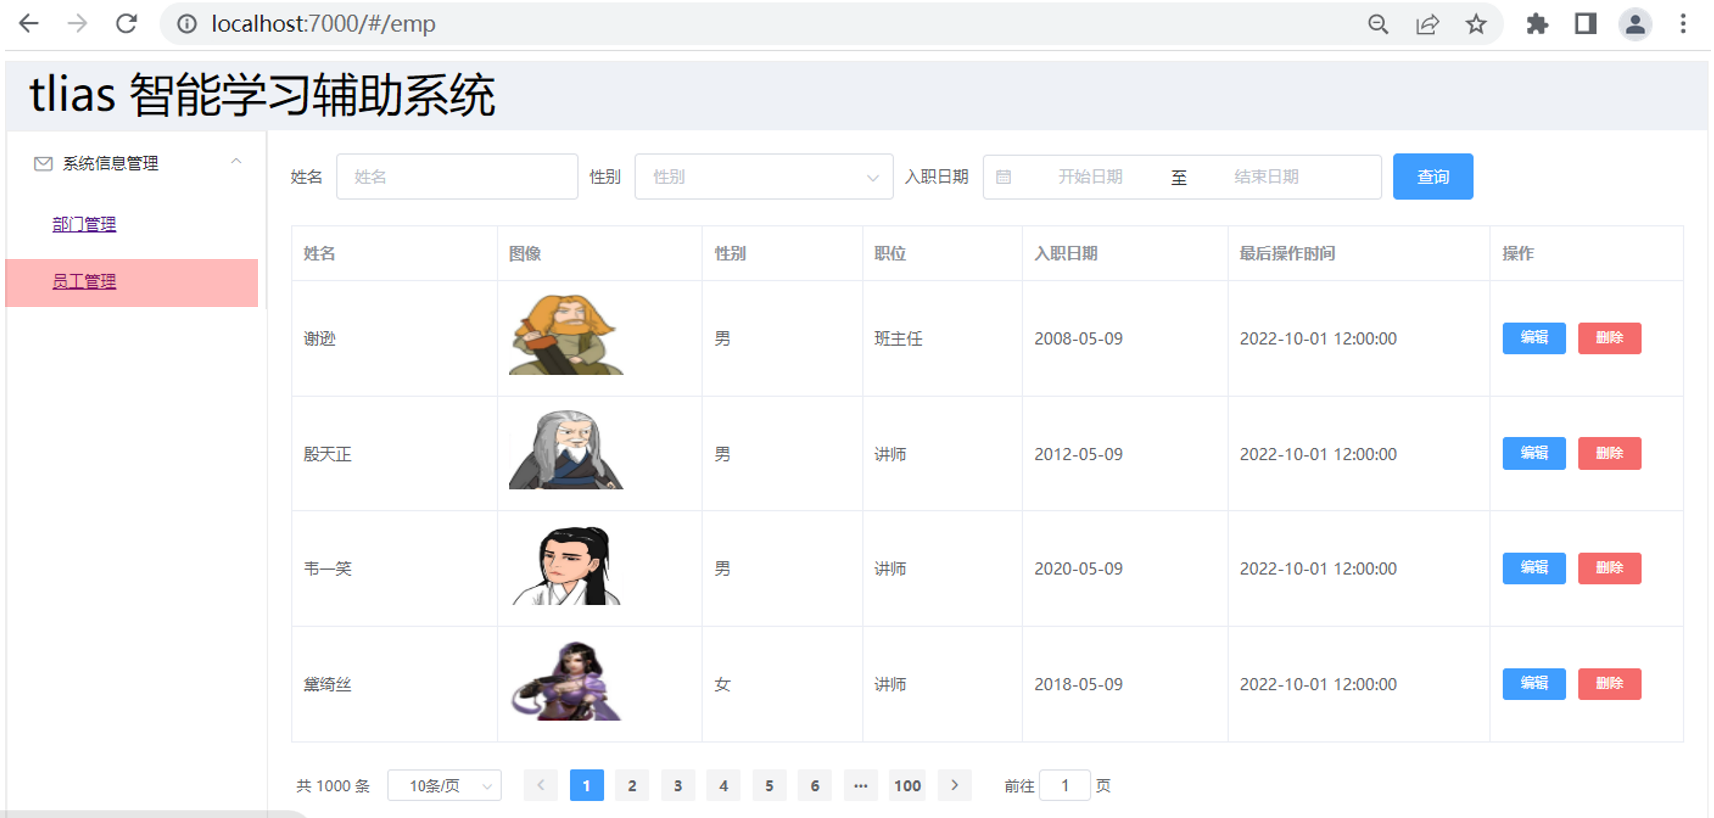 localhost:7000/#/emp
tlias 智能学习辅助系统
系统信息管理
部门管理
员工管理
姓名 姓名 性别 性别 入职日期 开始日期 至 结束日期 查询
姓名 图像 性别 职位 入职日期 最后操作时间 操作
谢逊 男 班主任 2008-05-09 2022-10-01 12:00:00 编辑 删除
殷天正 男 讲师 2012-05-09 2022-10-01 12:00:00 编辑 删除
韦一笑 男 讲师 2020-05-09 2022-10-01 12:00:00 编辑 删除
黛绮丝 女 讲师 2018-05-09 2022-10-01 12:00:00 编辑 删除
共 1000 条 10条/页 1 2 3 4 5 6 ··· 100 前往 1 页